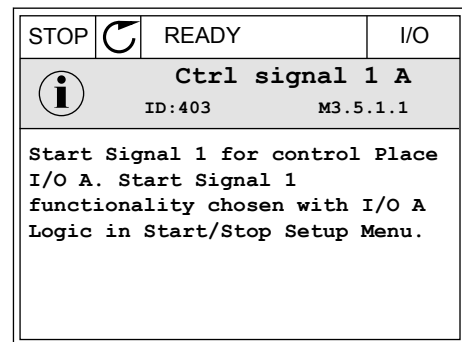 STOP READY I/O
Ctrl signal 1 A
ID:403 M3.5.1.1
Start Signal 1 for control Place
I/O A. Start Signal 1
functionality chosen with I/O A
Logic in Start/Stop Setup Menu.